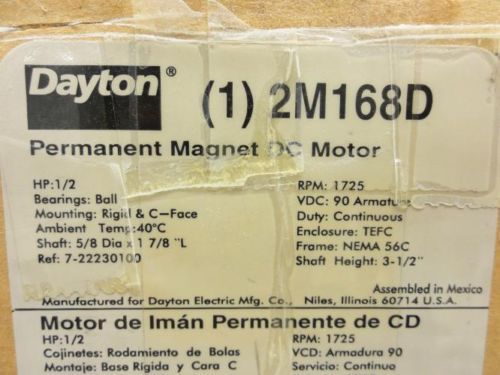 Dayton® (1) 2M168D
Permanent Magnet DC Motor
HP:1/2
Bearings: Ball
Mounting: Rigid & C-Face
Ambient Temp:40°C
Shaft: 5/8 Dia x 1 7/8 "L
Ref: 7-22230100
RPM: 1725
VDC: 90 Armature
Duty: Continuous
Enclosure: TEFC
Frame: NEMA 56C
Shaft Height: 3-1/2"
Assembled in Mexico
Manufactured for Dayton Electric Mfg. Co., Niles, Illinois 60714 U.S.A.
Motor de Imán Permanente de CD
HP:1/2
Cojinetes: Rodamiento de Bolas
Montaje: Base Rígida y Cara C
RPM: 1725
VCD: Armadura 90
Servicio: Continuo